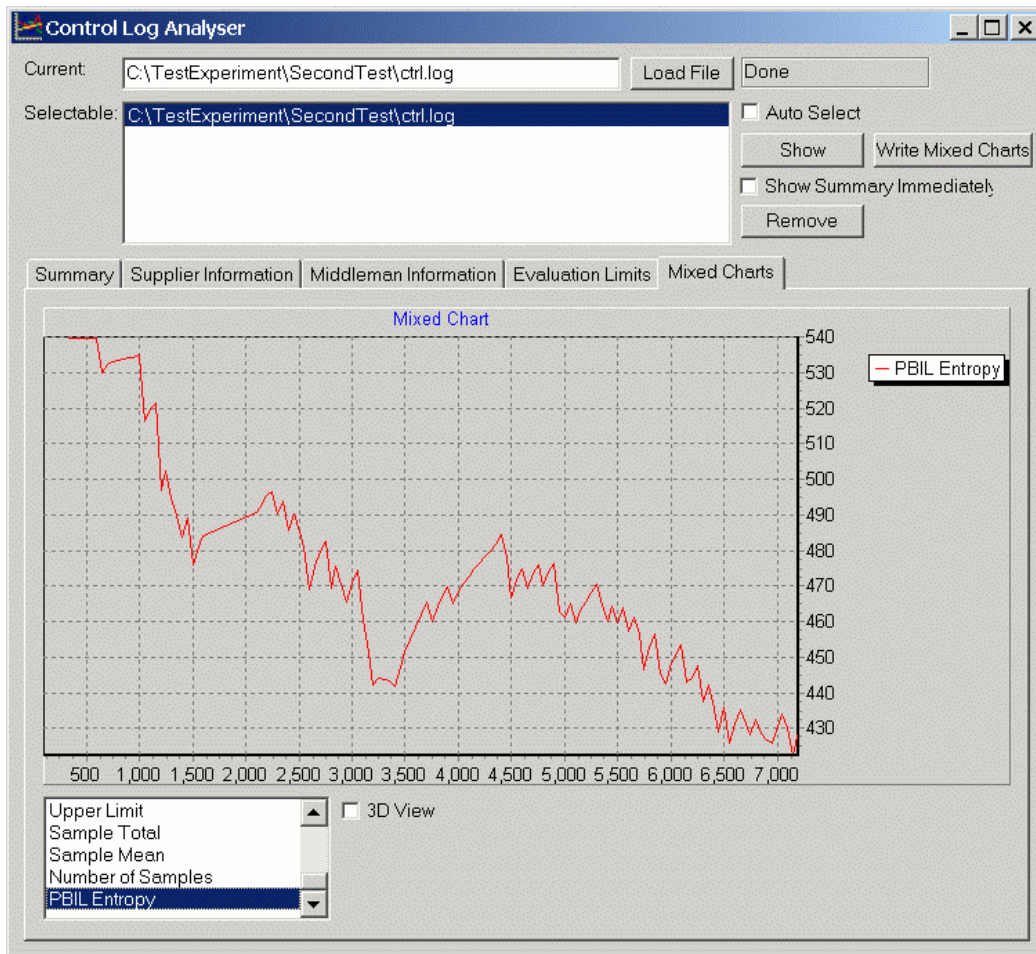 Control Log Analyser
Current: C:\TestExperiment\SecondTest\ctrl.log Load File Done
Selectable: C:\TestExperiment\SecondTest\ctrl.log Auto Select
Show Write Mixed Charts
Show Summary Immediately
Remove
Summary Supplier Information Middleman Information Evaluation Limits Mixed Charts
Mixed Chart
540
530
520
510
500
490
480
470
460
450
440
430
PBIL Entropy
500 1,000 1,500 2,000 2,500 3,000 3,500 4,000 4,500 5,000 5,500 6,000 6,500 7,000
Upper Limit
Sample Total
Sample Mean
Number of Samples
PBIL Entropy
3D View